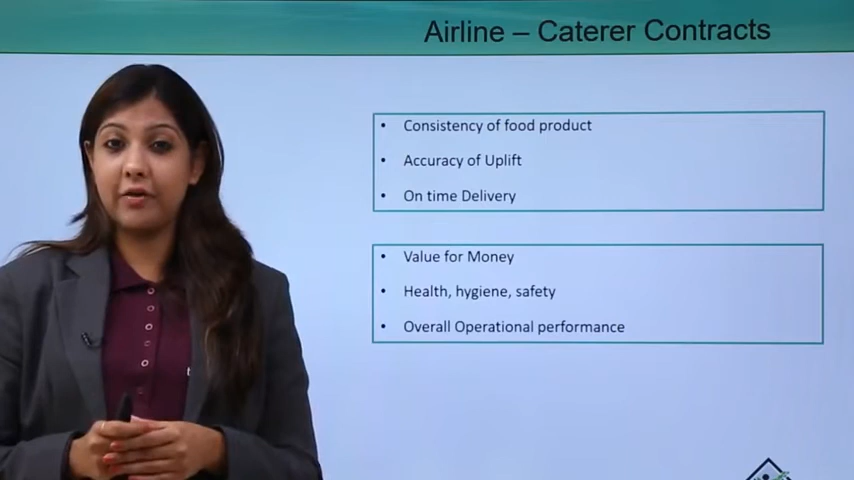 Airline – Caterer Contracts
• Consistency of food product
• Accuracy of Uplift
• On time Delivery
• Value for Money
• Health, hygiene, safety
• Overall Operational performance